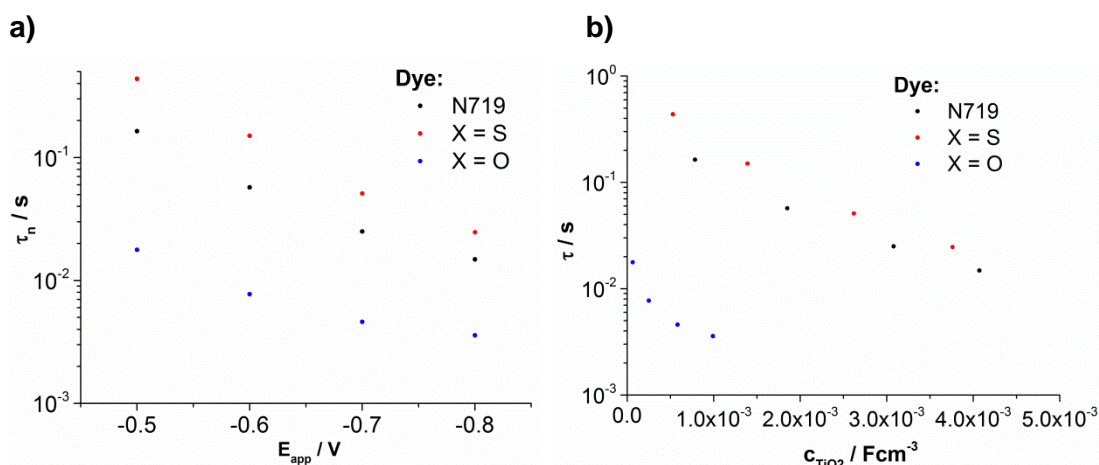 a)
Dye:
N719
X = S
X = O
10⁻¹
10⁻²
10⁻³
τₙ / s
-0.5
-0.6
-0.7
-0.8
E_app / V
b)
Dye:
N719
X = S
X = O
10⁰
10⁻¹
10⁻²
10⁻³
τ / s
0.0
1.0x10⁻³
2.0x10⁻³
3.0x10⁻³
4.0x10⁻³
5.0x10⁻³
c_TiO2 / Fcm⁻³